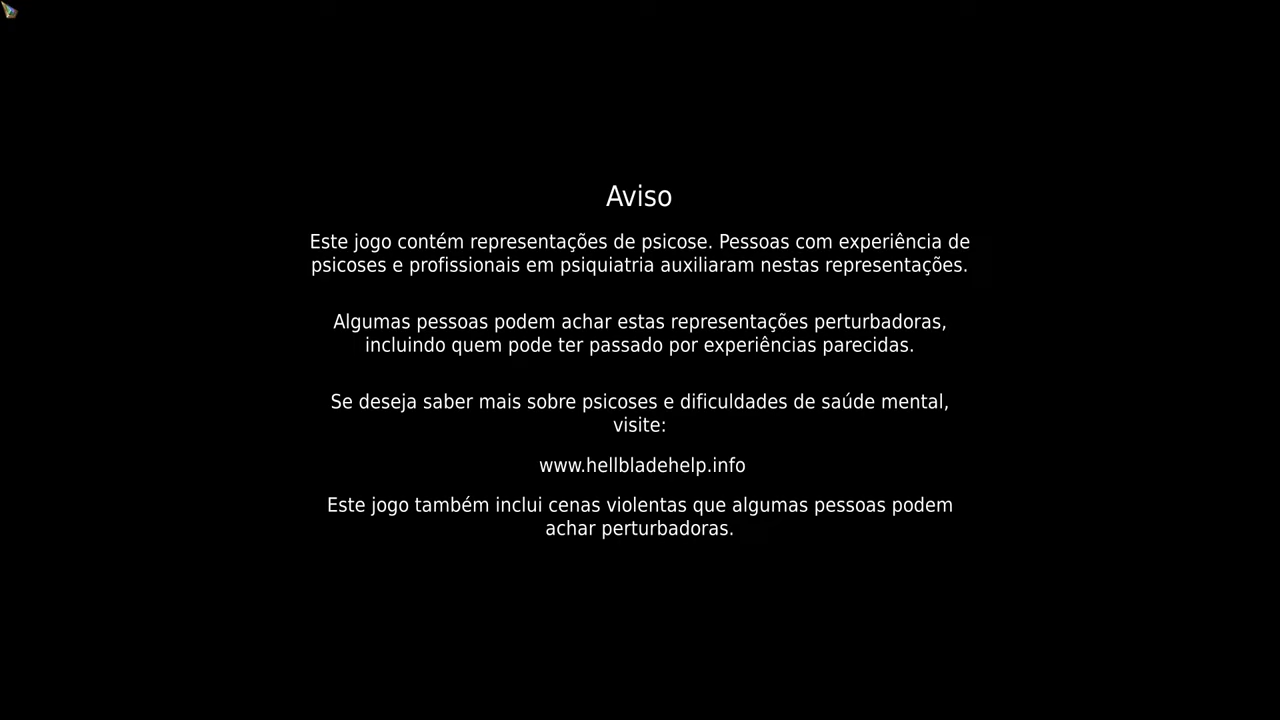 Aviso
Este jogo contém representações de psicose. Pessoas com experiência de
psicoses e profissionais em psiquiatria auxiliaram nestas representações.
Algumas pessoas podem achar estas representações perturbadoras,
incluindo quem pode ter passado por experiências parecidas.
Se deseja saber mais sobre psicoses e dificuldades de saúde mental,
visite:
www.hellbladehelp.info
Este jogo também inclui cenas violentas que algumas pessoas podem
achar perturbadoras.